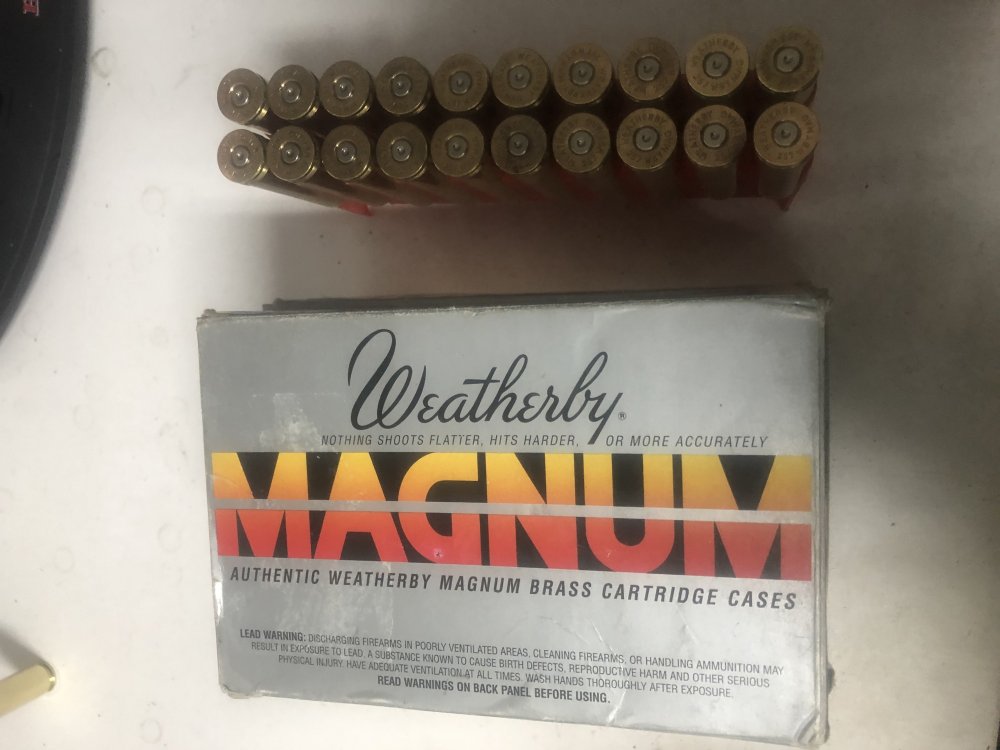 WEATHERBY
Weatherby®
NOTHING SHOOTS FLATTER, HITS HARDER, OR MORE ACCURATELY
MAGNUM
AUTHENTIC WEATHERBY MAGNUM BRASS CARTRIDGE CASES
LEAD WARNING: DISCHARGING FIREARMS IN POORLY VENTILATED AREAS, CLEANING FIREARMS, OR HANDLING AMMUNITION MAY
RESULT IN EXPOSURE TO LEAD, A SUBSTANCE KNOWN TO CAUSE BIRTH DEFECTS, REPRODUCTIVE HARM AND OTHER SERIOUS
PHYSICAL INJURY. HAVE ADEQUATE VENTILATION AT ALL TIMES. WASH HANDS THOROUGHLY AFTER EXPOSURE.
READ WARNINGS ON BACK PANEL BEFORE USING.